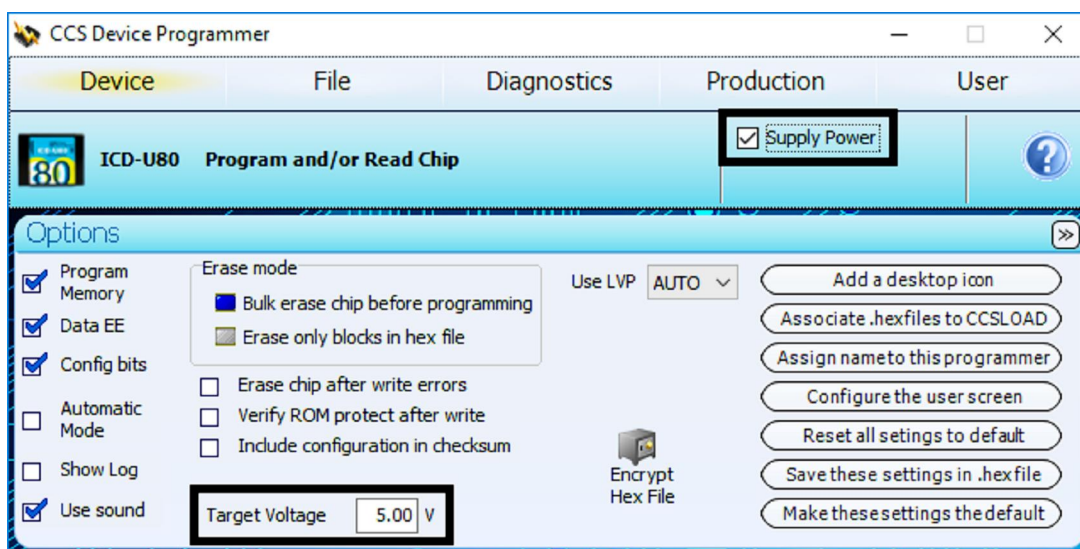 CCS Device Programmer
Device File Diagnostics Production User
80
ICD-U80 Program and/or Read Chip
Supply Power
?
Options
Program
Memory
Data EE
Config bits
Automatic
Mode
Show Log
Use sound
Erase mode
Bulk erase chip before programming
Erase only blocks in hex file
Erase chip after write errors
Verify ROM protect after write
Include configuration in checksum
Target Voltage 5.00 V
Use LVP AUTO
Encrypt
Hex File
Add a desktop icon
Associate .hexfiles to CCSLOAD
Assign name to this programmer
Configure the user screen
Reset all setings to default
Save these settings in .hex file
Make these settings the default